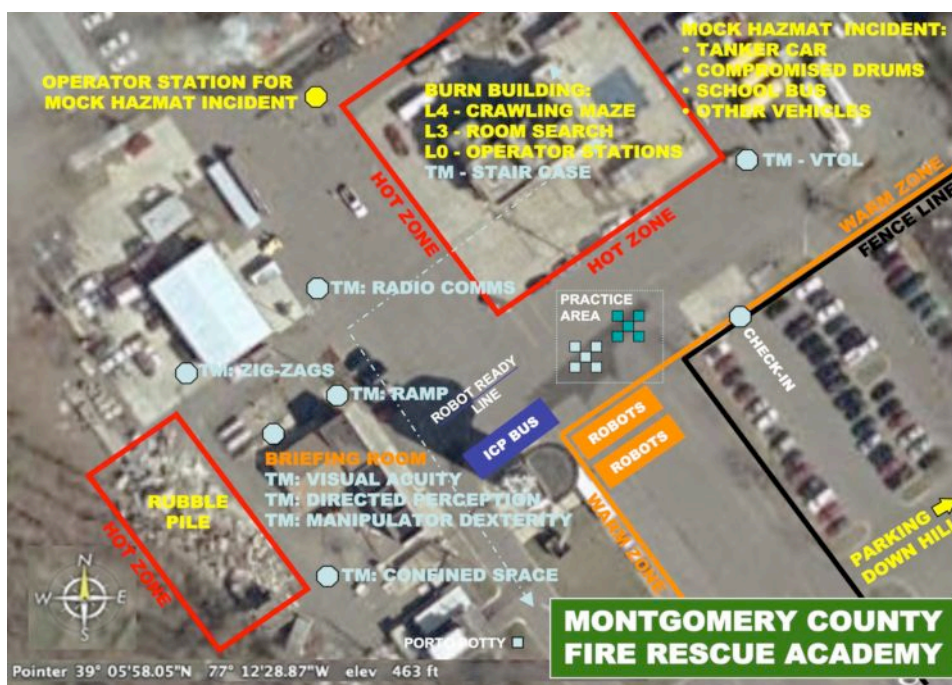 OPERATOR STATION FOR
MOCK HAZMAT INCIDENT
MOCK HAZMAT INCIDENT:
• TANKER CAR
• COMPROMISED DRUMS
• SCHOOL BUS
• OTHER VEHICLES
BURN BUILDING:
L4 - CRAWLING MAZE
L3 - ROOM SEARCH
L0 - OPERATOR STATIONS
TM - STAIR CASE
TM - VTOL
HOT ZONE
HOT ZONE
WARM ZONE
FENCE LINE
TM: RADIO COMMS
PRACTICE
AREA
CHECK-IN
TM: ZIG-ZAGS
TM: RAMP
ROBOT READY
LINE
ICP BUS
ROBOTS
ROBOTS
BRIEFING ROOM
TM: VISUAL ACUITY
TM: DIRECTED PERCEPTION
TM: MANIPULATOR DEXTERITY
RUBBLE
PILE
HOT ZONE
WARM ZONE
PARKING
DOWN HILL
TM: CONFINED SPACE
N
W E
S
PORTO POTTY
MONTGOMERY COUNTY
FIRE RESCUE ACADEMY
Pointer 39° 05'58.05"N 77° 12'28.87"W elev 463 ft